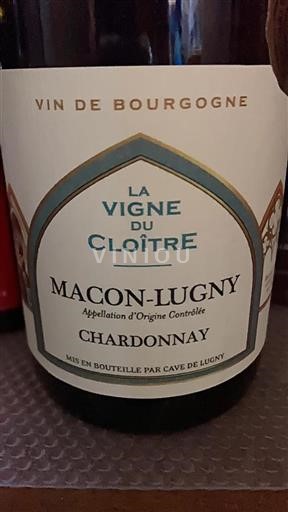 VIN DE BOURGOGNE
LA
VIGNE
DU
CLOÎTRE
VINIOU
MACON-LUGNY
Appellation d'Origine Contrôlée
CHARDONNAY
MIS EN BOUTEILLE PAR CAVE DE LUGNY